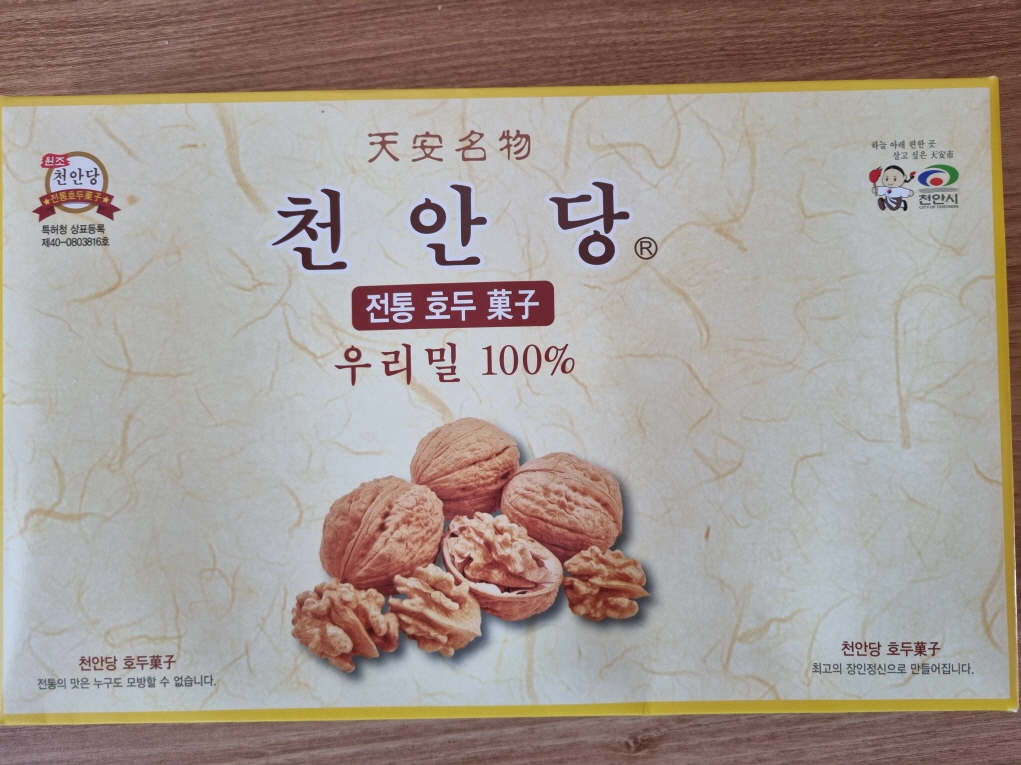 天安名物
원조
천안당
전통호두菓子
특허청 상표등록
제40-0803816호
하늘 아래 편한 곳
살고 싶은 天安市
천안시
CITY OF CHEONAN
천안당®
전통 호두 菓子
우리밀 100%
천안당 호두菓子
전통의 맛은 누구도 모방할 수 없습니다.
천안당 호두菓子
최고의 장인정신으로 만들어집니다.